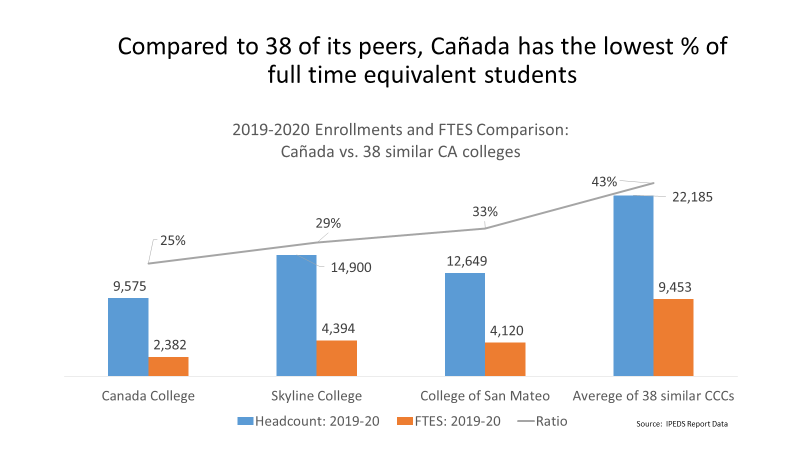 Compared to 38 of its peers, Cañada has the lowest % of
full time equivalent students
2019-2020 Enrollments and FTES Comparison:
Cañada vs. 38 similar CA colleges
43%
22,185
33%
29%
25%
14,900
12,649
9,575
9,453
4,394
4,120
2,382
Canada College
Skyline College
College of San Mateo
Averege of 38 similar CCCs
Headcount: 2019-20
FTES: 2019-20
Ratio
Source: IPEDS Report Data